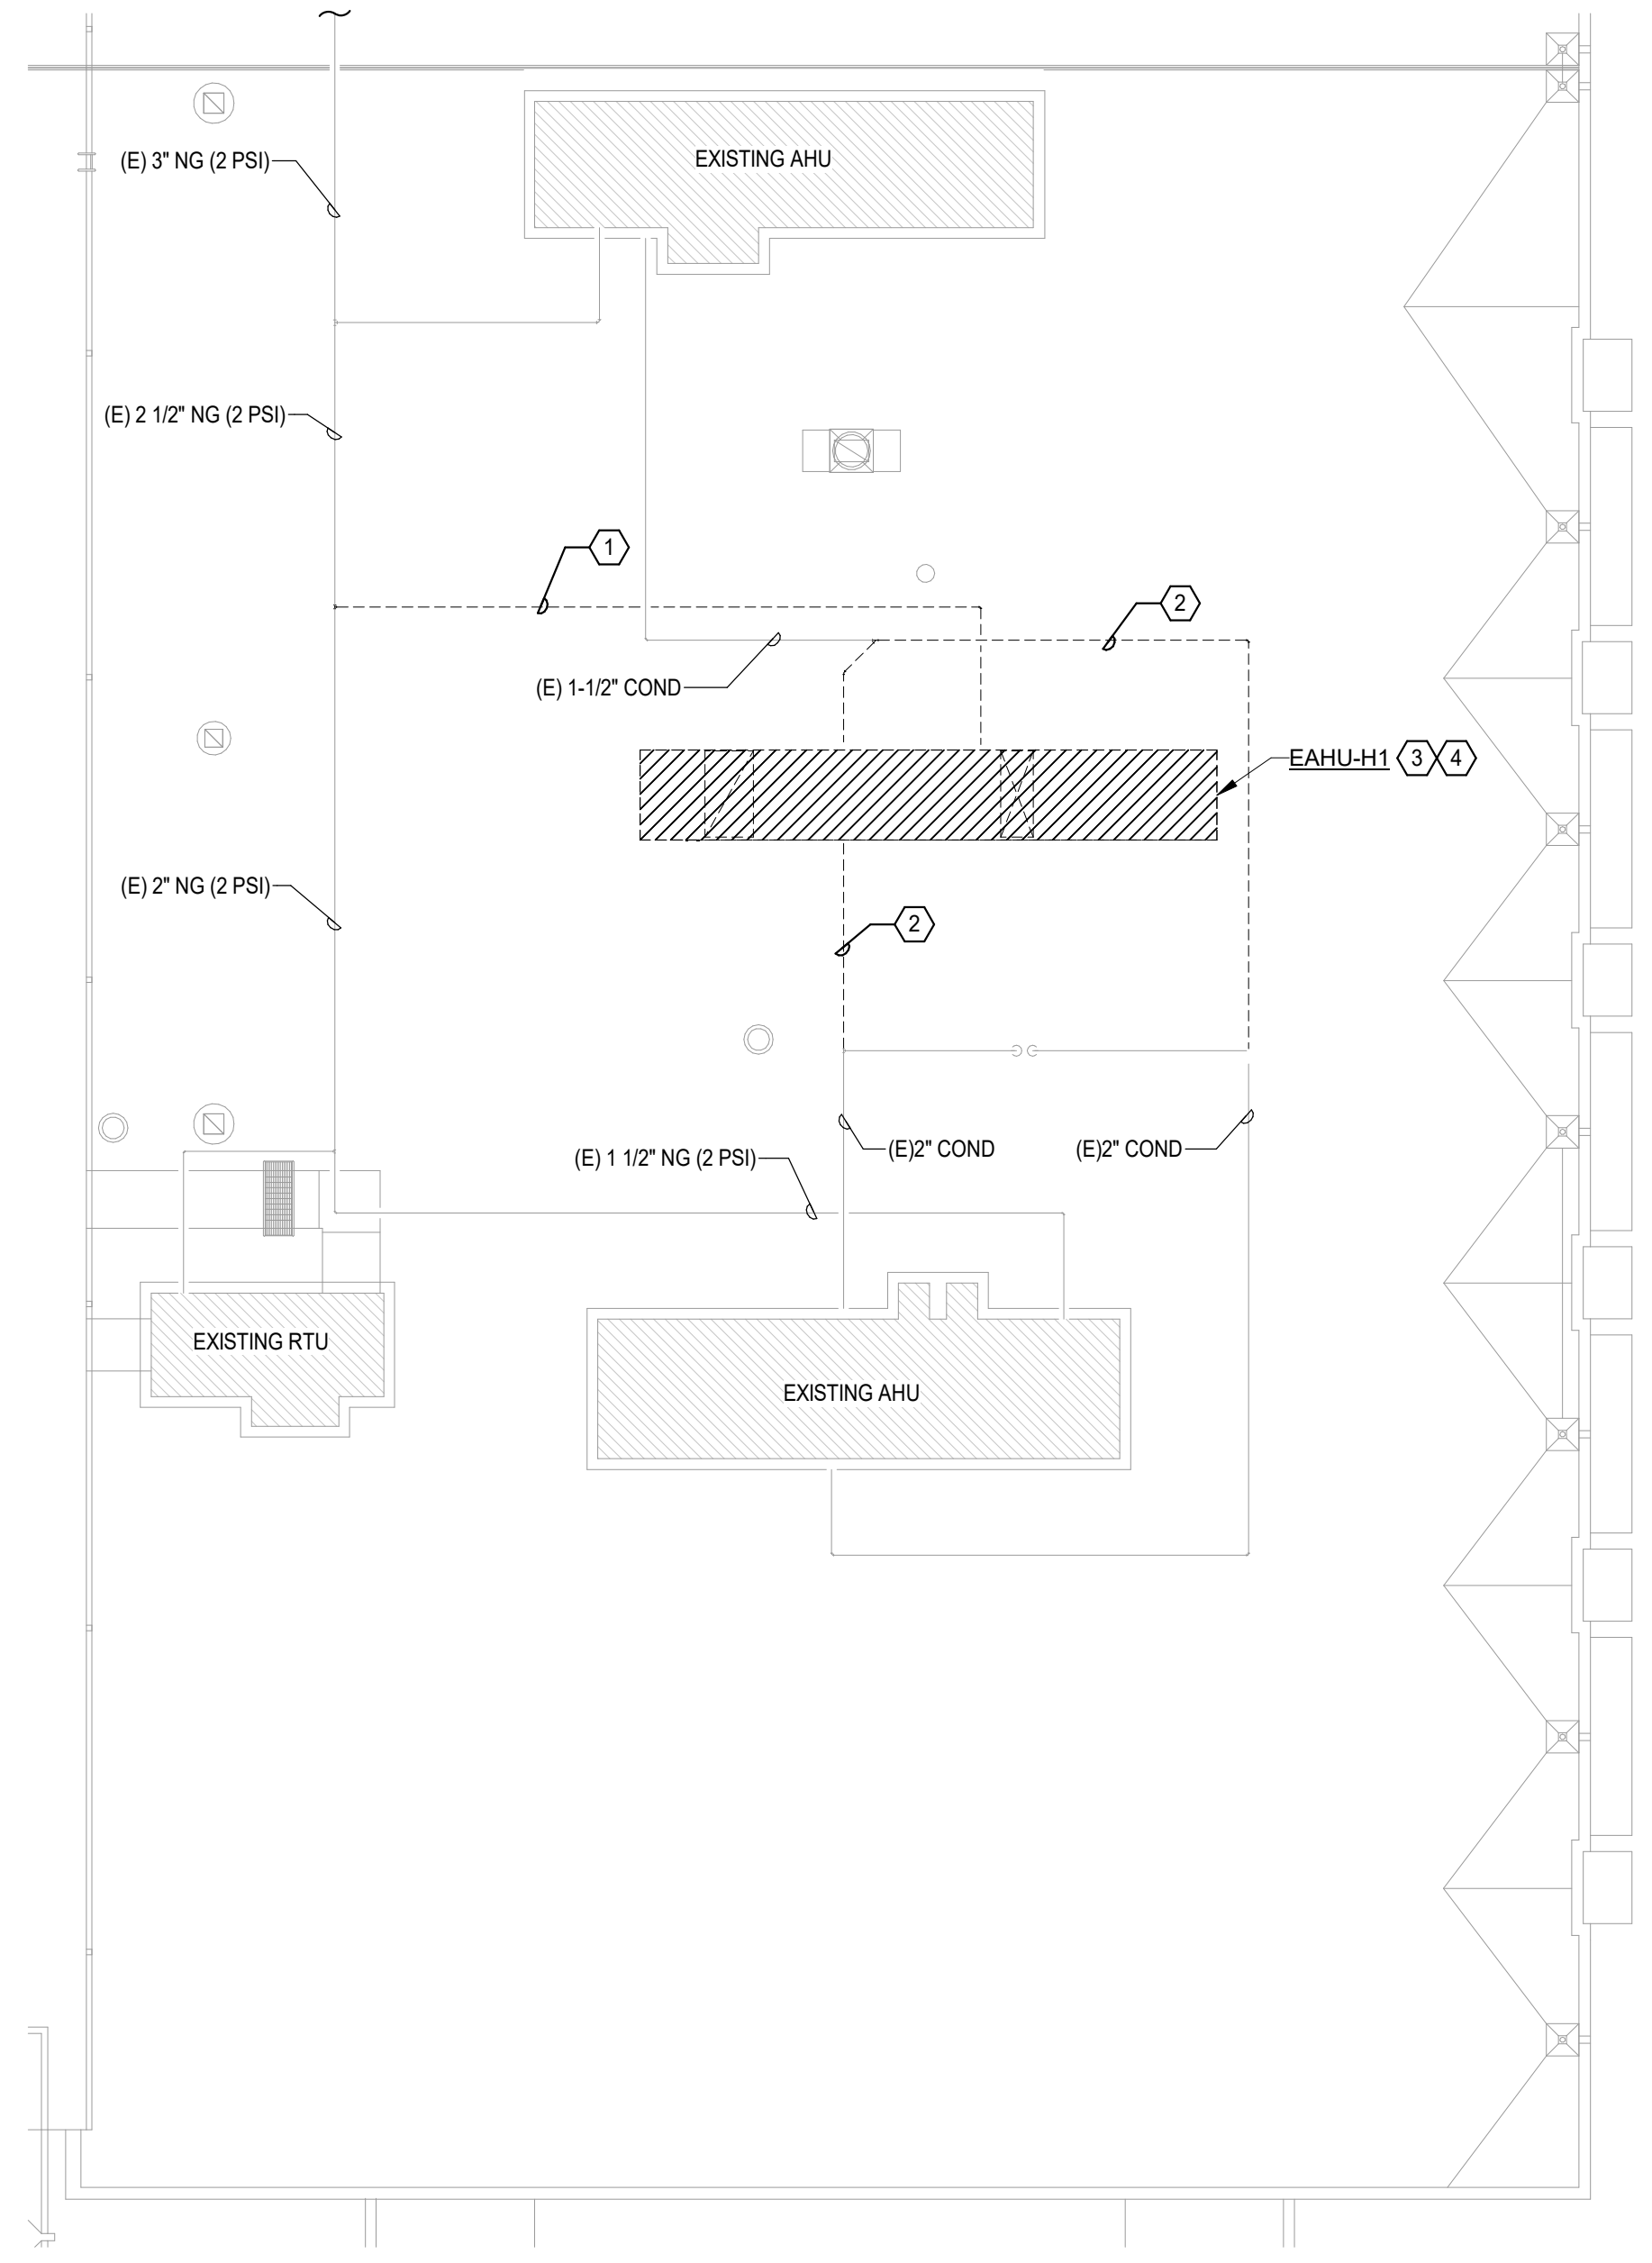 (E) 3" NG (2 PSI)
EXISTING AHU
(E) 2 1/2" NG (2 PSI)
1
2
(E) 1-1/2" COND
EAHU-H1 3 4
(E) 2" NG (2 PSI)
2
(E) 1 1/2" NG (2 PSI)
(E)2" COND
(E)2" COND
EXISTING RTU
EXISTING AHU